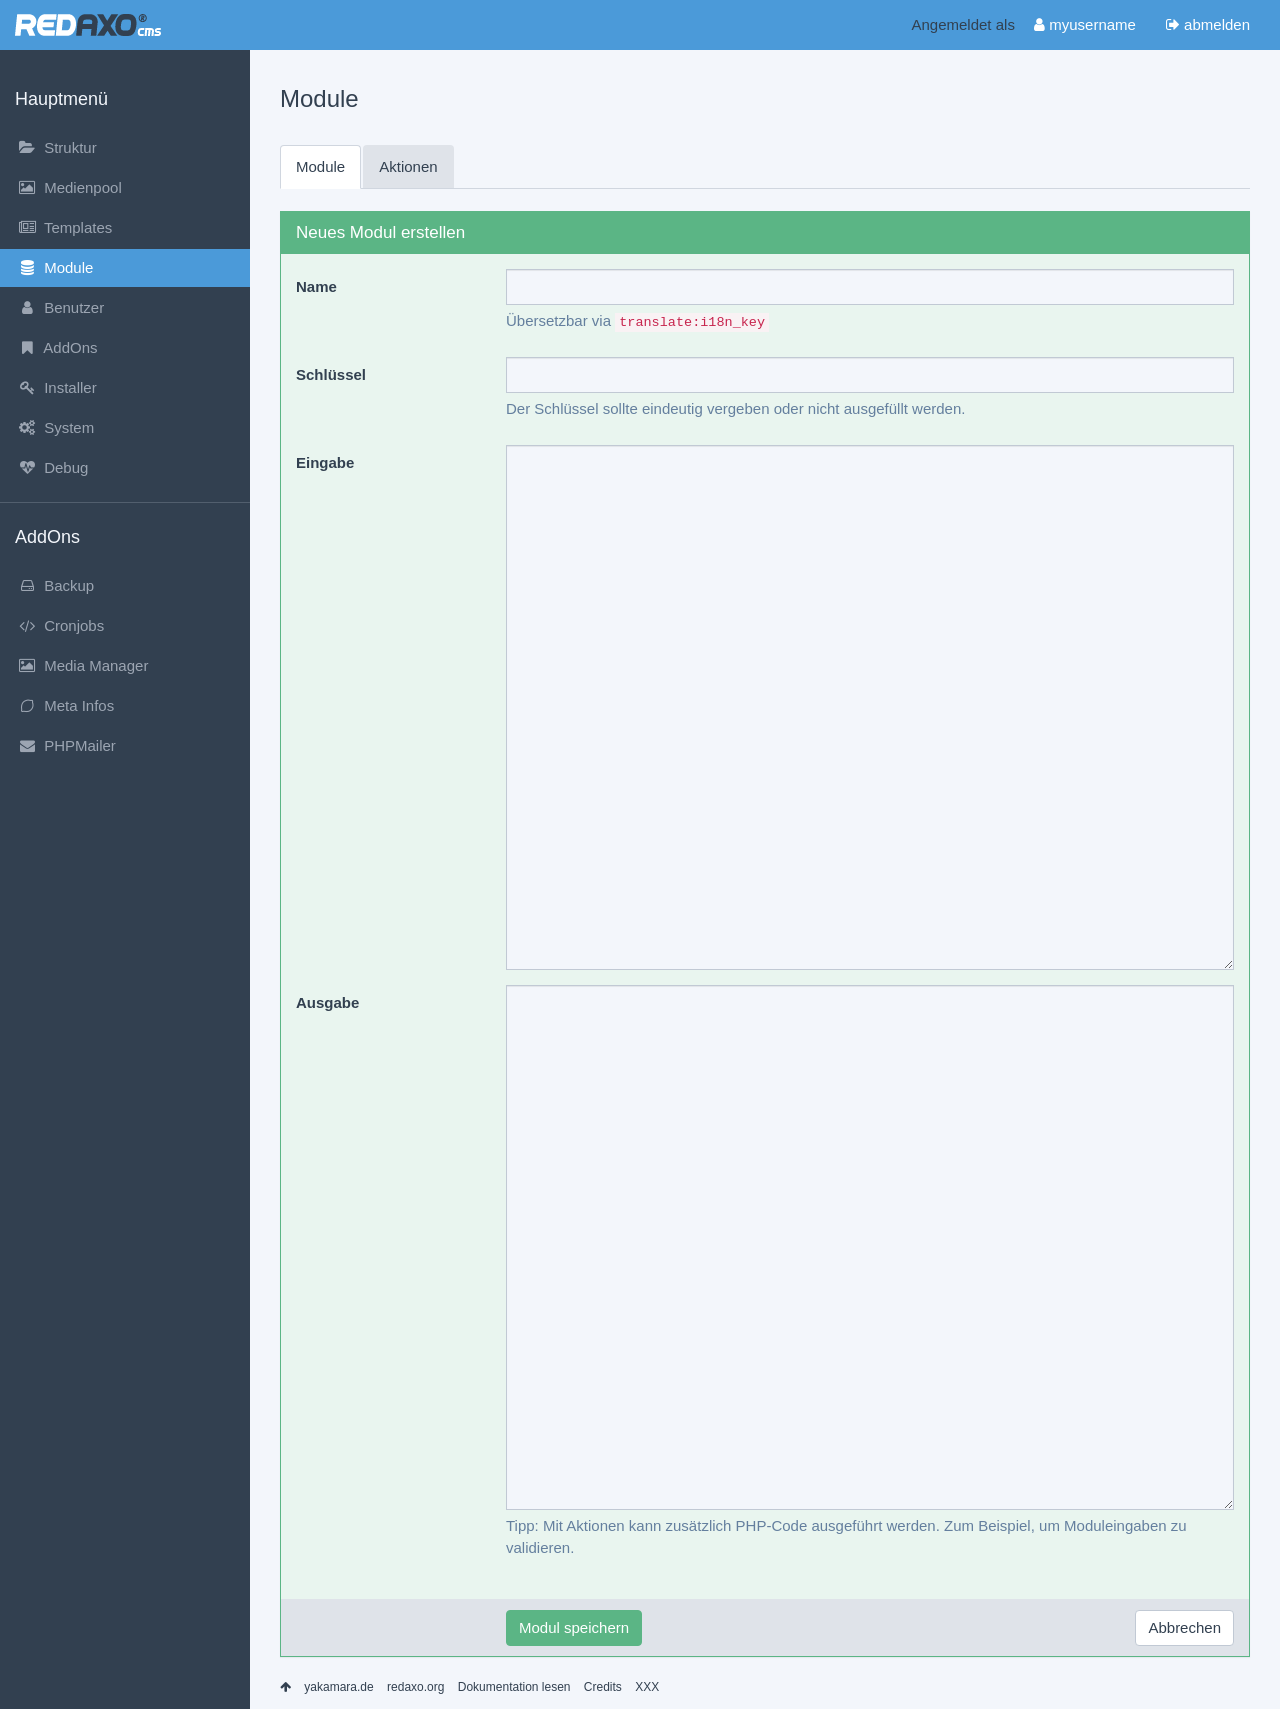 REDAXO® cms
Angemeldet als myusername abmelden
Hauptmenü
Struktur
Medienpool
Templates
Module
Benutzer
AddOns
Installer
System
Debug
AddOns
Backup
Cronjobs
Media Manager
Meta Infos
PHPMailer
Module
Module Aktionen
Neues Modul erstellen
Name
Übersetzbar via translate:i18n_key
Schlüssel
Der Schlüssel sollte eindeutig vergeben oder nicht ausgefüllt werden.
Eingabe
Ausgabe
Tipp: Mit Aktionen kann zusätzlich PHP-Code ausgeführt werden. Zum Beispiel, um Moduleingaben zu
validieren.
Modul speichern Abbrechen
yakamara.de redaxo.org Dokumentation lesen Credits XXX